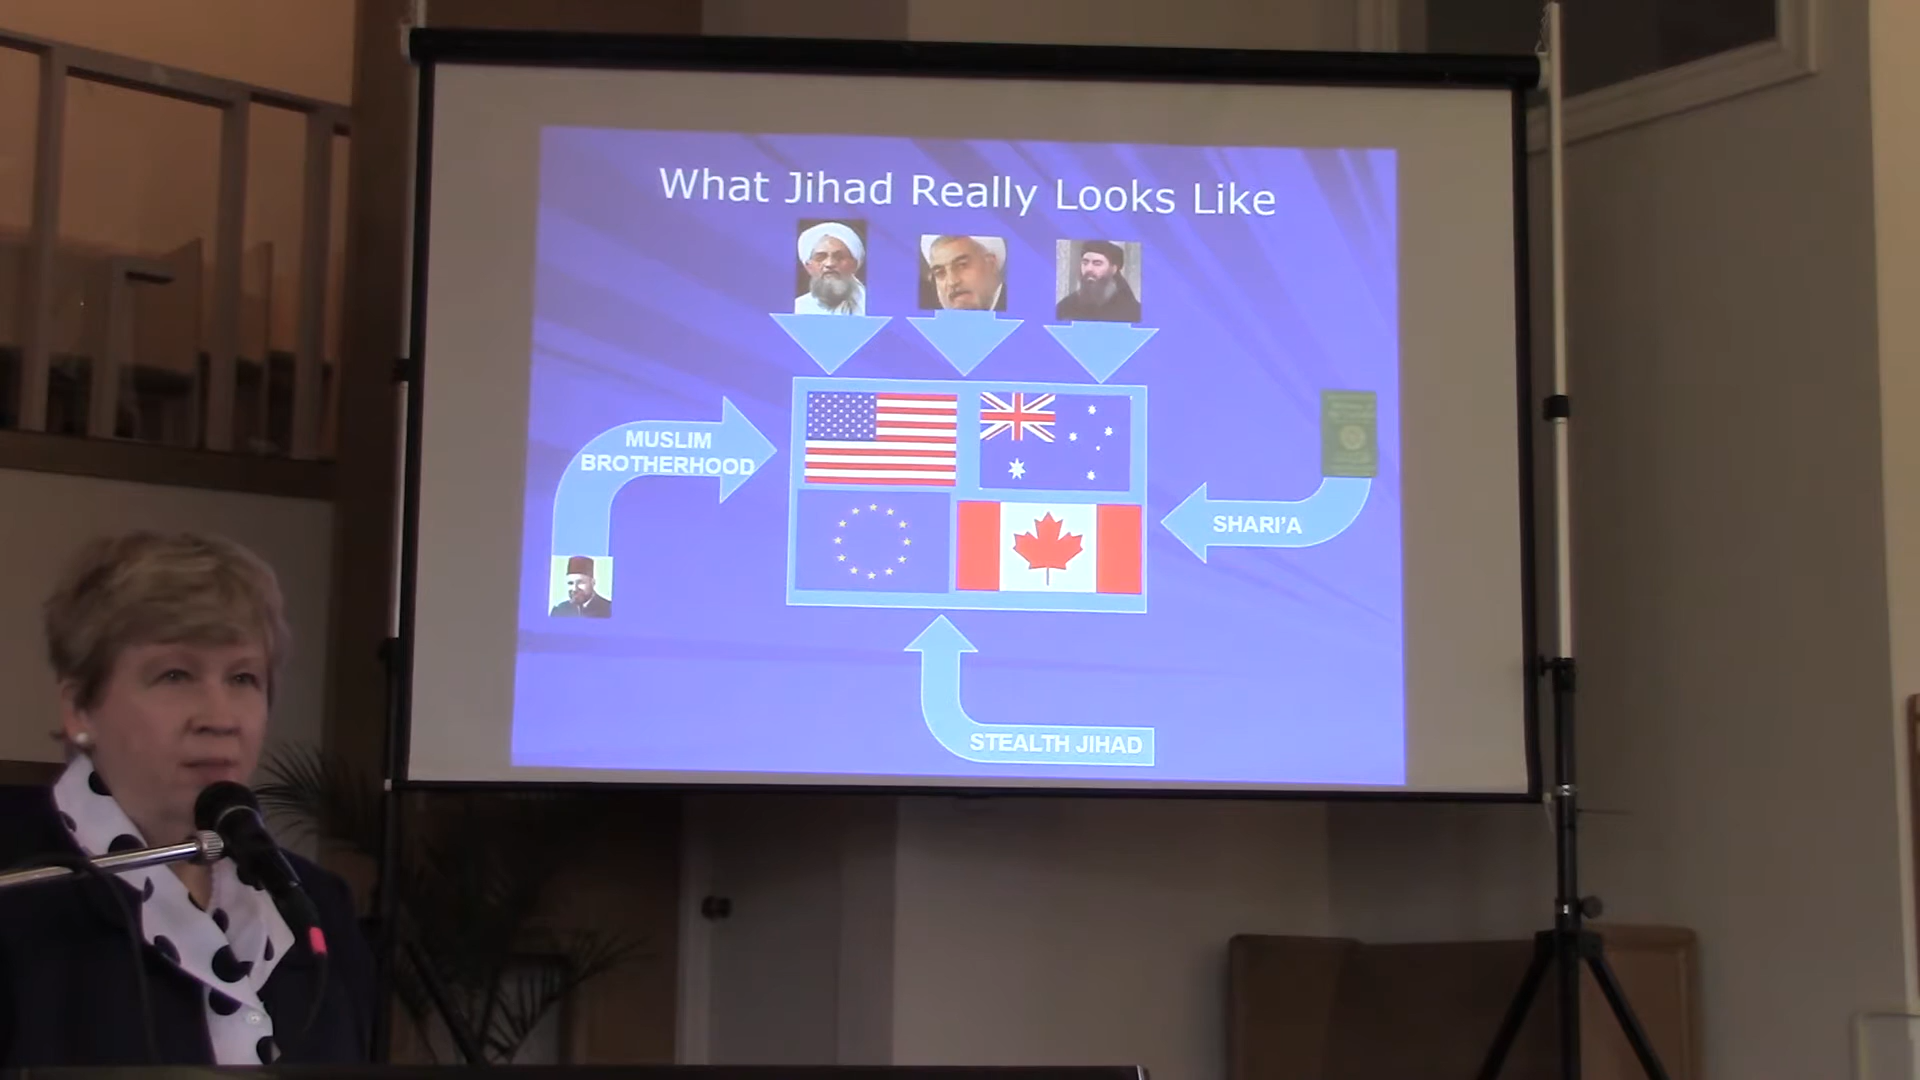 What Jihad Really Looks Like
MUSLIM
BROTHERHOOD
SHARI'A
STEALTH JIHAD